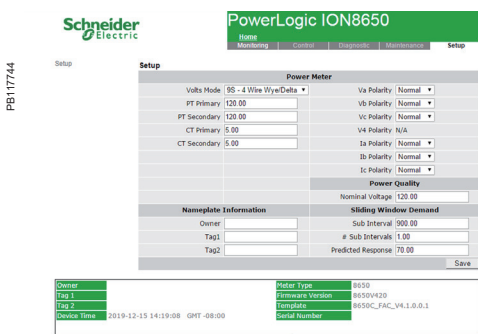 Schneider
Electric
PowerLogic ION8650
Home
Monitoring Control Diagnostic Maintenance Setup
PB117744
Setup
Setup
Power Meter
Volts Mode 9S - 4 Wire Wye/Delta Va Polarity Normal
PT Primary 120.00 Vb Polarity Normal
PT Secondary 120.00 Vc Polarity Normal
CT Primary 5.00 V4 Polarity N/A
CT Secondary 5.00 Ia Polarity Normal
Ib Polarity Normal
Ic Polarity Normal
Power Quality
Nominal Voltage 120.00
Nameplate Information Sliding Window Demand
Owner Sub Interval 900.00
Tag1 # Sub Intervals 1.00
Tag2 Predicted Response 70.00
Save
Owner Meter Type 8650
Tag 1 Firmware Version 8650V420
Tag 2 Template 8650C_FAC_V4.1.0.0.1
Device Time 2019-12-15 14:19:08 GMT -08:00 Serial Number